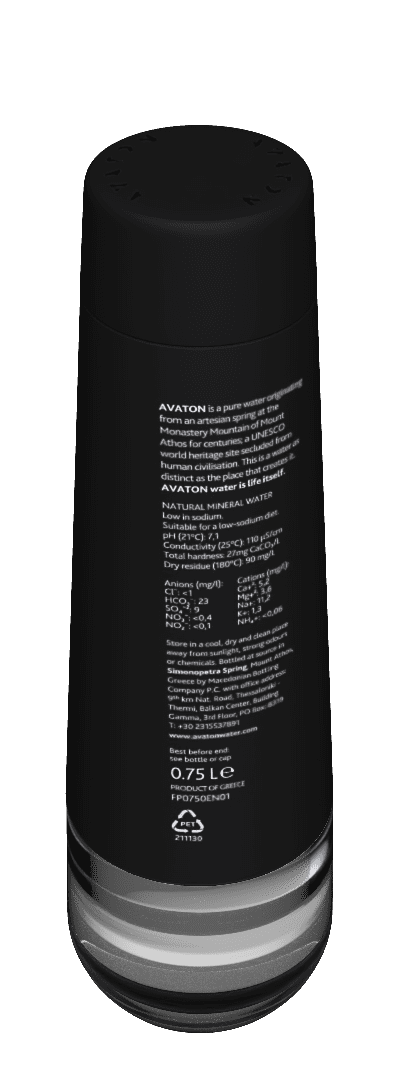 AVATON is a pure water originating
from an artesian spring at the
Monastery Mountain of Mount
Athos for centuries; a UNESCO
world heritage site secluded from
human civilisation. This is a water as
distinct as the place that creates it.
AVATON water is life itself.
NATURAL MINERAL WATER
Low in sodium.
Suitable for a low-sodium diet.
pH (21°C): 7,1
Conductivity (25°C): 110 µS/cm
Total hardness: 27mg CaCO₃/L
Dry residue (180°C): 90 mg/L
Anions (mg/l):
Cl⁻: <1
HCO₃⁻: 23
SO₄⁻²: 9
NO₃⁻: <0,4
NO₂⁻: <0,1
Cations (mg/l):
Ca+²: 5,2
Mg+²: 3,6
Na+: 11,2
K+: 1,3
NH₄+: <0,06
Store in a cool, dry and clean place
away from sunlight, strong odours
or chemicals. Bottled at source in
Simonopetra Spring, Mount Athos,
Greece by Macedonian Bottling
Company P.C. with office address:
9th km Nat. Road, Thessaloniki -
Thermi, Balkan Center, Building
Gamma, 3rd Floor, PO Box: 8319
T: +30 2315537891
www.avatonwater.com
Best before end:
see bottle or cap
0.75 L℮
PRODUCT OF GREECE
FP0750EN01
PET
211130